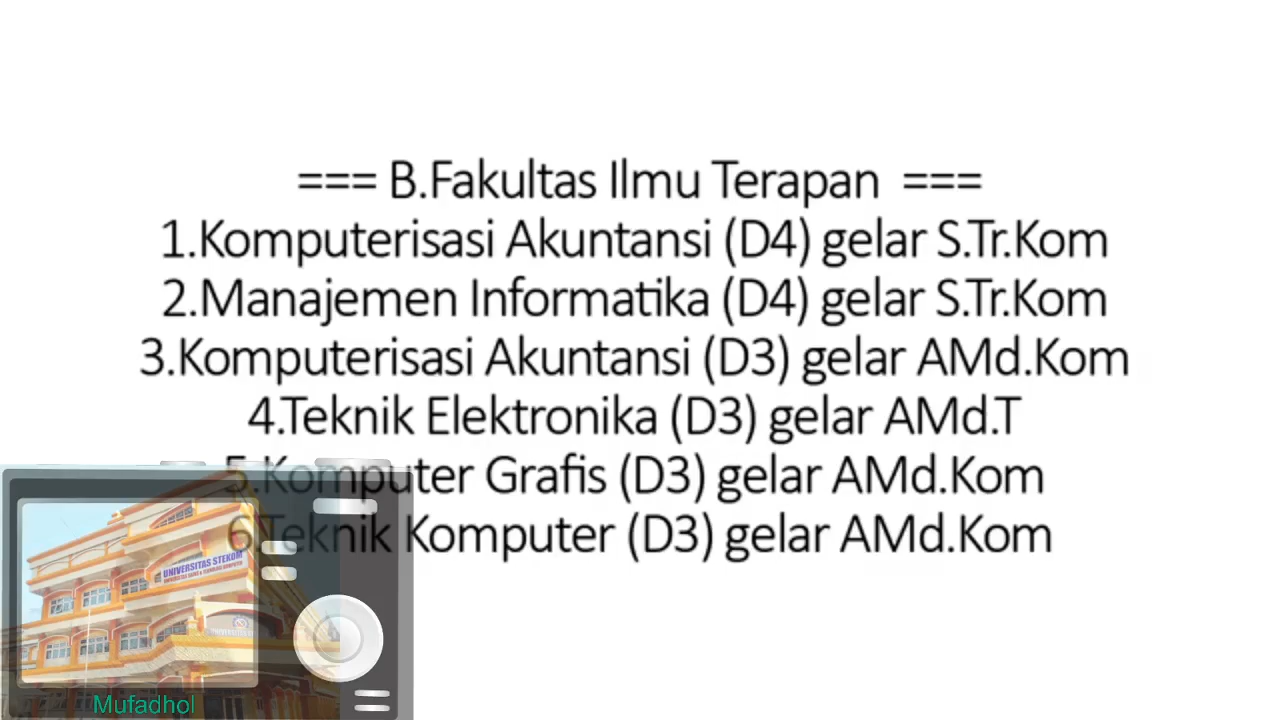 === B.Fakultas Ilmu Terapan ===
1.Komputerisasi Akuntansi (D4) gelar S.Tr.Kom
2.Manajemen Informatika (D4) gelar S.Tr.Kom
3.Komputerisasi Akuntansi (D3) gelar AMd.Kom
4.Teknik Elektronika (D3) gelar AMd.T
5.Komputer Grafis (D3) gelar AMd.Kom
6.Teknik Komputer (D3) gelar AMd.Kom
UNIVERSITAS STEKOM
Mufadhol